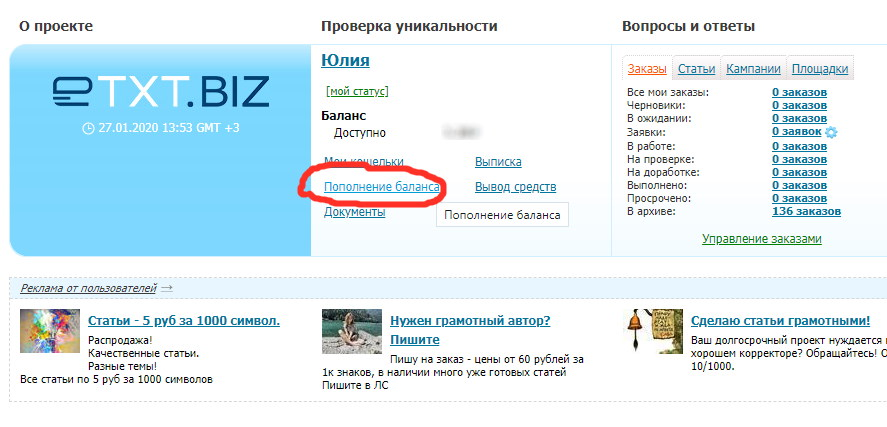 О проекте
Проверка уникальности
Вопросы и ответы
eTXT.BIZ
27.01.2020 13:53 GMT +3
Юлия
[мой статус]
Баланс
Доступно
Мои кошельки
Выписка
Пополнение баланса
Вывод средств
Документы
Пополнение баланса
Заказы Статьи Кампании Площадки
Все мои заказы: 0 заказов
Черновики: 0 заказов
В ожидании: 0 заказов
Заявки: 0 заявок
В работе: 0 заказов
На проверке: 0 заказов
На доработке: 0 заказов
Выполнено: 0 заказов
Просрочено: 0 заказов
В архиве: 136 заказов
Управление заказами
Реклама от пользователей →
Статьи - 5 руб за 1000 символ.
Распродажа!
Качественные статьи.
Разные темы!
Все статьи по 5 руб за 1000 символов
Нужен грамотный автор?
Пишите
Пишу на заказ - цены от 60 рублей за
1к знаков, в наличии много уже готовых статей
Пишите в ЛС
Сделаю статьи грамотными!
Ваш долгосрочный проект нуждается
хорошем корректоре? Обращайтесь!
10/1000.